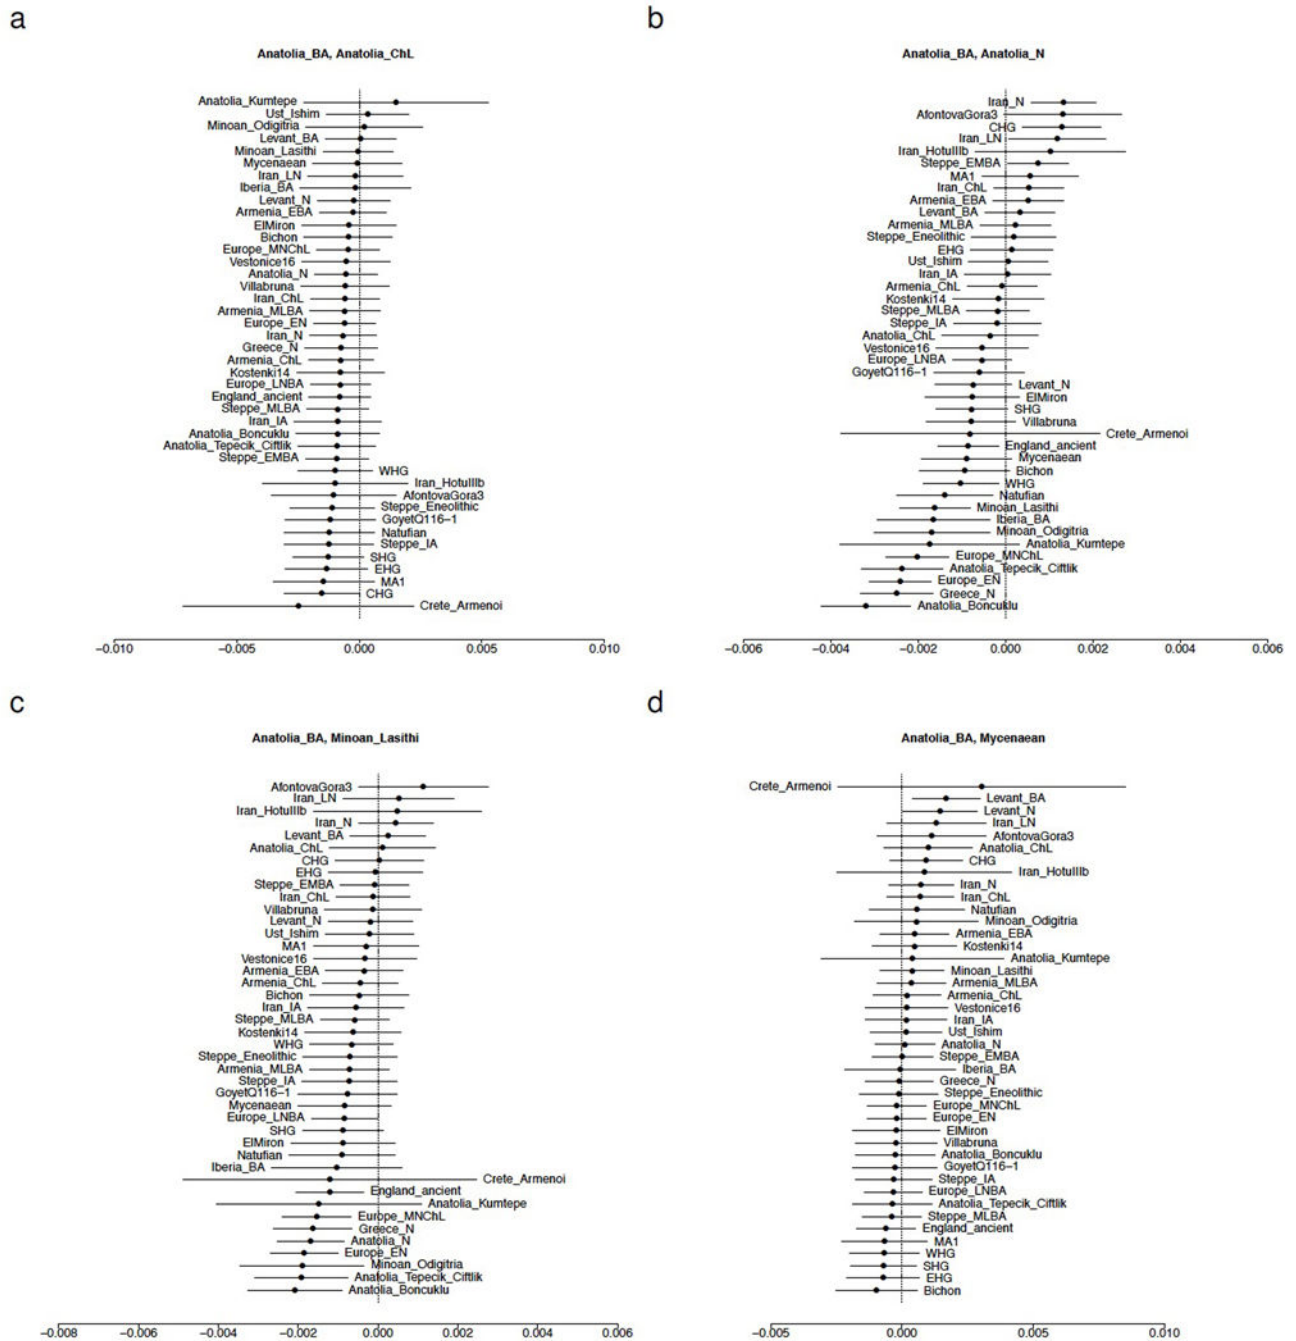 a
Anatolia_BA, Anatolia_ChL
Anatolia_Kumtepe
Ust_Ishim
Minoan_Odigitria
Levant_BA
Minoan_Lasithi
Mycenaean
Iran_LN
Iberia_BA
Levant_N
Armenia_EBA
ElMiron
Bichon
Europe_MNChL
Vestonice16
Anatolia_N
Villabruna
Iran_ChL
Armenia_MLBA
Europe_EN
Iran_N
Greece_N
Armenia_ChL
Kostenki14
Europe_LNBA
England_ancient
Steppe_MLBA
Iran_IA
Anatolia_Boncuklu
Anatolia_Tepecik_Ciftlik
Steppe_EMBA
WHG
Iran_HotuIIIb
AfontovaGora3
Steppe_Eneolithic
GoyetQ116−1
Natufian
Steppe_IA
SHG
EHG
MA1
CHG
Crete_Armenoi
−0.010 −0.005 0.000 0.005 0.010
b
Anatolia_BA, Anatolia_N
Iran_N
AfontovaGora3
CHG
Iran_LN
Iran_HotuIIIb
Steppe_EMBA
MA1
Iran_ChL
Armenia_EBA
Levant_BA
Armenia_MLBA
Steppe_Eneolithic
EHG
Ust_Ishim
Iran_IA
Armenia_ChL
Kostenki14
Steppe_MLBA
Steppe_IA
Anatolia_ChL
Vestonice16
Europe_LNBA
GoyetQ116−1
Levant_N
ElMiron
SHG
Villabruna
Crete_Armenoi
England_ancient
Mycenaean
Bichon
WHG
Natufian
Minoan_Lasithi
Iberia_BA
Minoan_Odigitria
Anatolia_Kumtepe
Europe_MNChL
Anatolia_Tepecik_Ciftlik
Europe_EN
Greece_N
Anatolia_Boncuklu
−0.006 −0.004 −0.002 0.000 0.002 0.004 0.006
c
Anatolia_BA, Minoan_Lasithi
AfontovaGora3
Iran_LN
Iran_HotuIIIb
Iran_N
Levant_BA
Anatolia_ChL
CHG
EHG
Steppe_EMBA
Iran_ChL
Villabruna
Levant_N
Ust_Ishim
MA1
Vestonice16
Armenia_EBA
Armenia_ChL
Bichon
Iran_IA
Steppe_MLBA
Kostenki14
WHG
Steppe_Eneolithic
Armenia_MLBA
Steppe_IA
GoyetQ116−1
Mycenaean
Europe_LNBA
SHG
ElMiron
Natufian
Iberia_BA
Crete_Armenoi
England_ancient
Anatolia_Kumtepe
Europe_MNChL
Greece_N
Anatolia_N
Europe_EN
Minoan_Odigitria
Anatolia_Tepecik_Ciftlik
Anatolia_Boncuklu
−0.008 −0.006 −0.004 −0.002 0.000 0.002 0.004 0.006
d
Anatolia_BA, Mycenaean
Crete_Armenoi
Levant_BA
Levant_N
Iran_LN
AfontovaGora3
Anatolia_ChL
CHG
Iran_HotuIIIb
Iran_N
Iran_ChL
Natufian
Minoan_Odigitria
Armenia_EBA
Kostenki14
Anatolia_Kumtepe
Minoan_Lasithi
Armenia_MLBA
Armenia_ChL
Vestonice16
Iran_IA
Ust_Ishim
Anatolia_N
Steppe_EMBA
Iberia_BA
Greece_N
Steppe_Eneolithic
Europe_MNChL
Europe_EN
ElMiron
Villabruna
Anatolia_Boncuklu
GoyetQ116−1
Steppe_IA
Europe_LNBA
Anatolia_Tepecik_Ciftlik
Steppe_MLBA
England_ancient
MA1
WHG
SHG
EHG
Bichon
−0.005 0.000 0.005 0.010